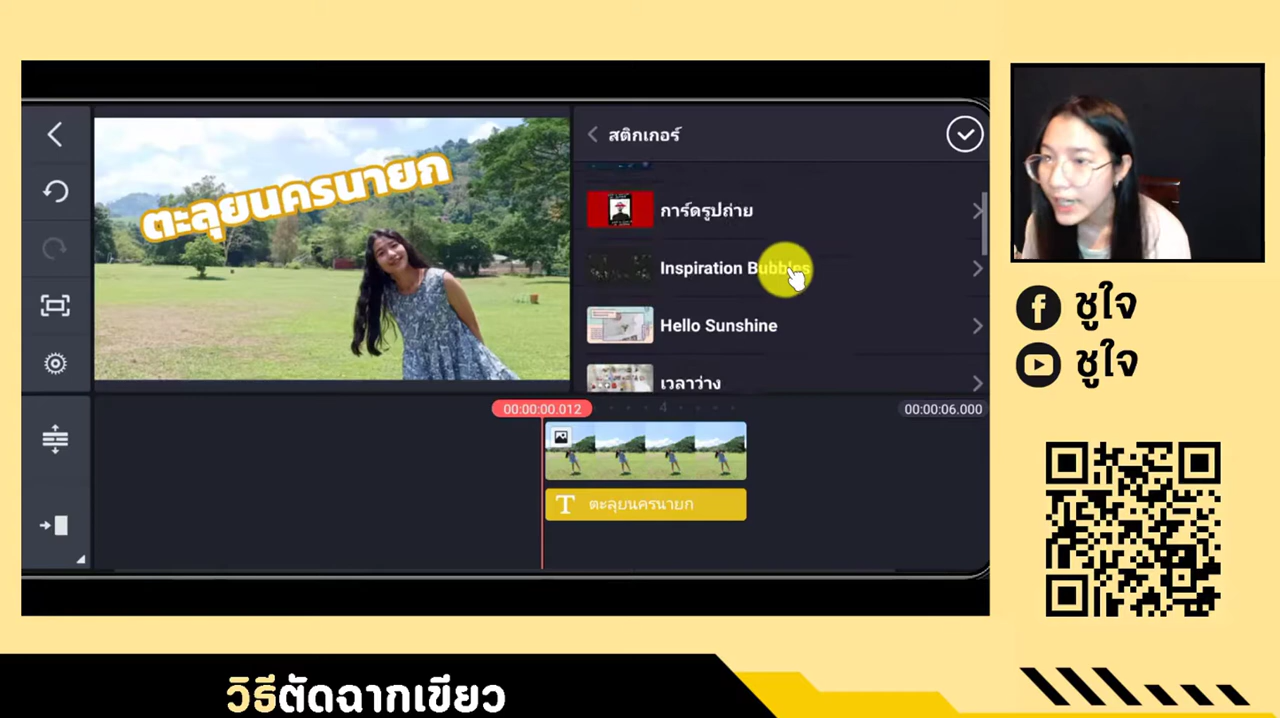 สติกเกอร์
ตะลุยนครนายก
การ์ดรูปถ่าย
Inspiration Bubbles
Hello Sunshine
เวลาว่าง
00:00:00.012
4
00:00:06.000
T ตะลุยนครนายก
f ชูใจ
ชูใจ
วิธีตัดฉากเขียว